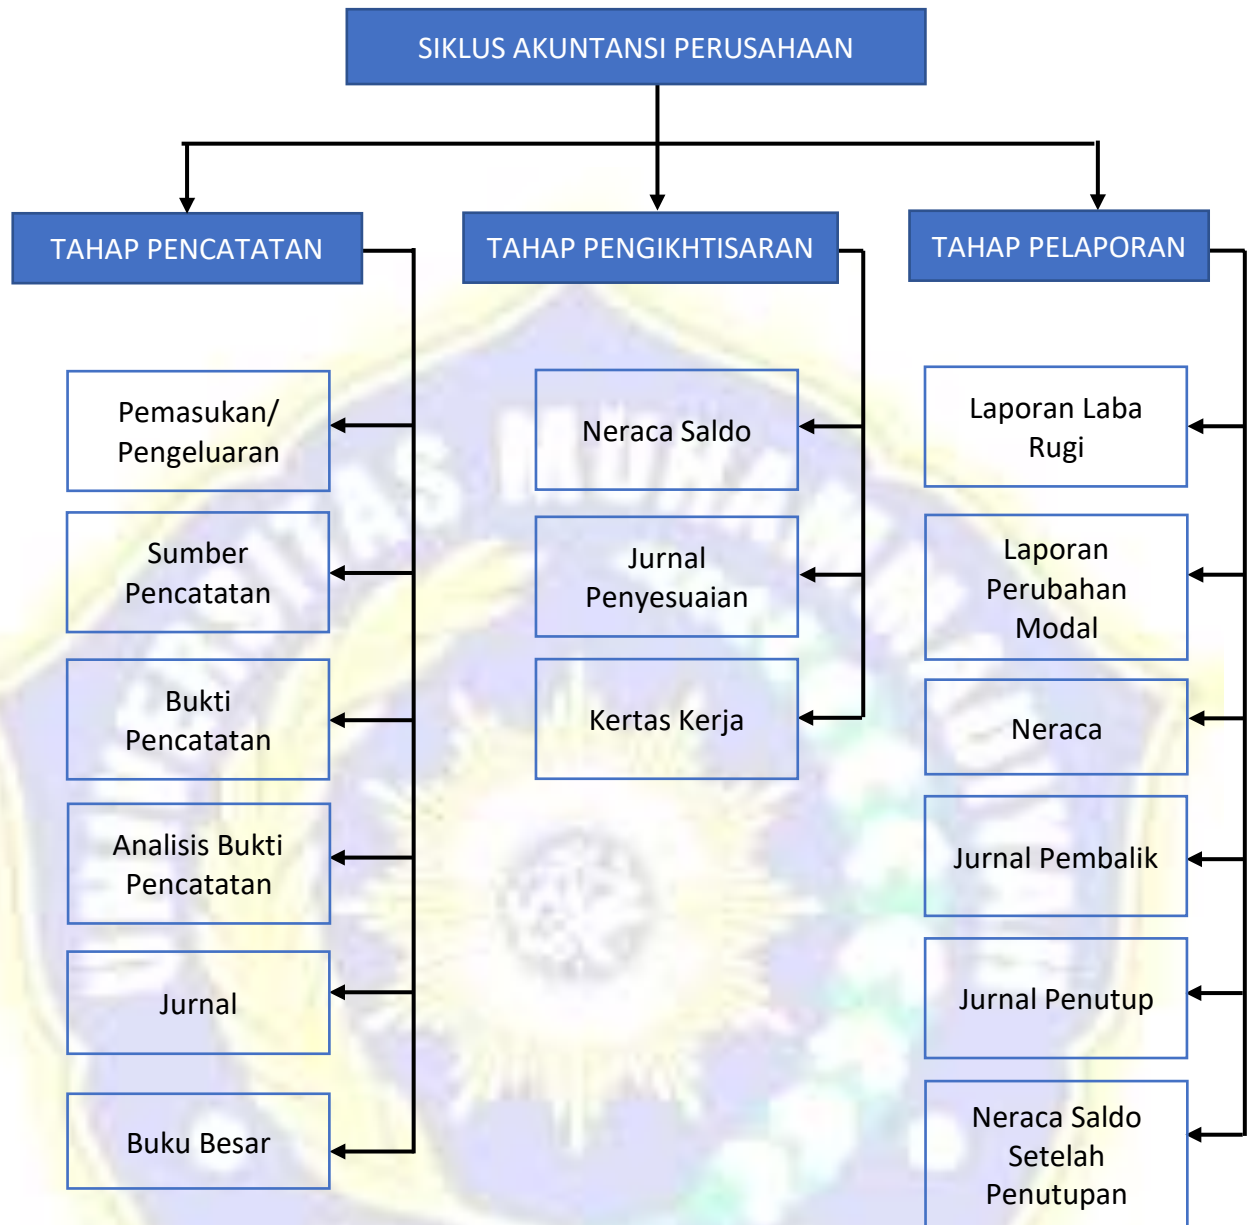 SIKLUS AKUNTANSI PERUSAHAAN
TAHAP PENCATATAN
TAHAP PENGIKHTISARAN
TAHAP PELAPORAN
Pemasukan/
Pengeluaran
Sumber
Pencatatan
Bukti
Pencatatan
Analisis Bukti
Pencatatan
Jurnal
Buku Besar
Neraca Saldo
Jurnal
Penyesuaian
Kertas Kerja
Laporan Laba
Rugi
Laporan
Perubahan
Modal
Neraca
Jurnal Pembalik
Jurnal Penutup
Neraca Saldo
Setelah
Penutupan